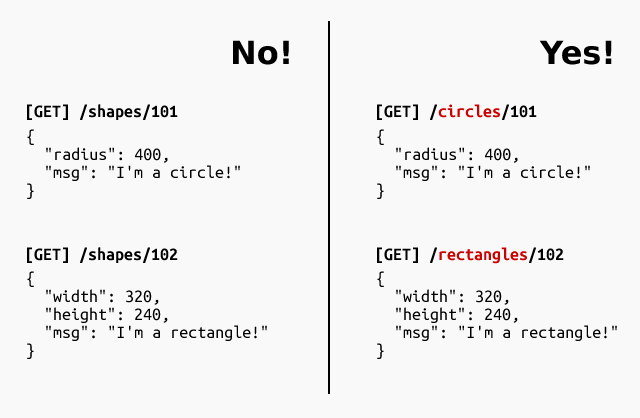 No!
[GET] /shapes/101
{
  "radius": 400,
  "msg": "I'm a circle!"
}
[GET] /shapes/102
{
  "width": 320,
  "height": 240,
  "msg": "I'm a rectangle!"
}
Yes!
[GET] /circles/101
{
  "radius": 400,
  "msg": "I'm a circle!"
}
[GET] /rectangles/102
{
  "width": 320,
  "height": 240,
  "msg": "I'm a rectangle!"
}